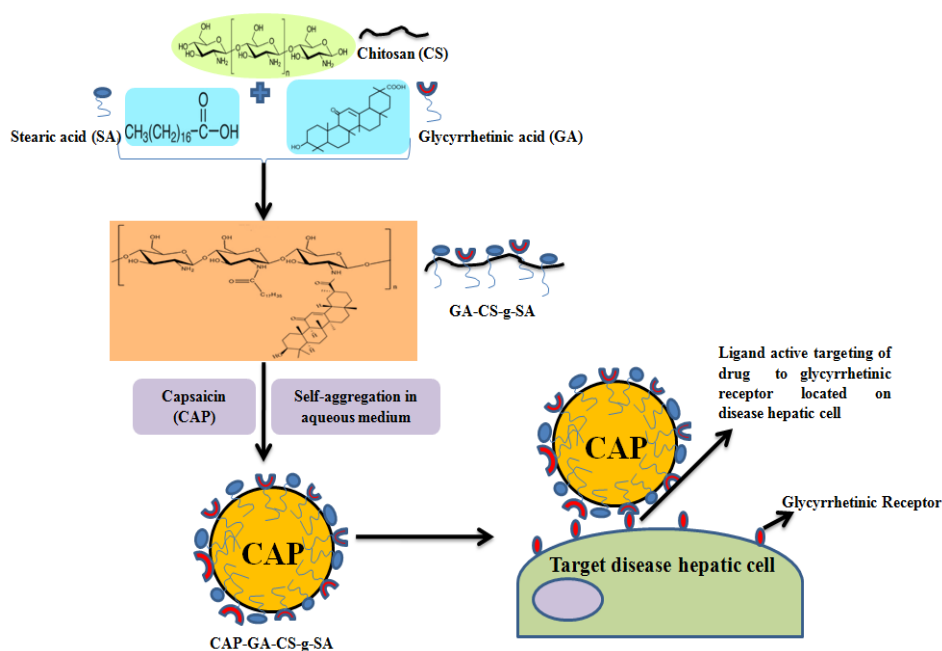 Chitosan (CS)
Stearic acid (SA)
CH3(CH2)16—C—OH
O
COOH
O
HO
Glycyrrhetinic acid (GA)
GA-CS-g-SA
Capsaicin
(CAP)
Self-aggregation in
aqueous medium
Ligand active targeting of
drug to glycyrrhetinic
receptor located on
disease hepatic cell
CAP
CAP
Glycyrrhetinic Receptor
Target disease hepatic cell
CAP-GA-CS-g-SA